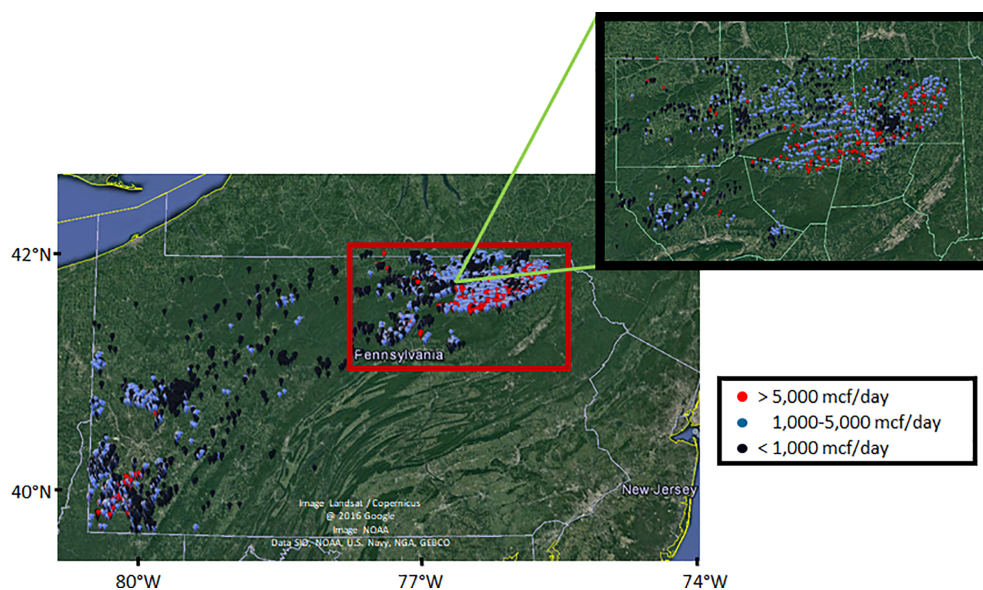 42°N
40°N
80°W
77°W
74°W
Pennsylvania
New Jersey
Image Landsat / Copernicus
@ 2016 Google
Image NOAA
Data SIO, NOAA, U.S. Navy, NGA, GEBCO
> 5,000 mcf/day
1,000-5,000 mcf/day
< 1,000 mcf/day